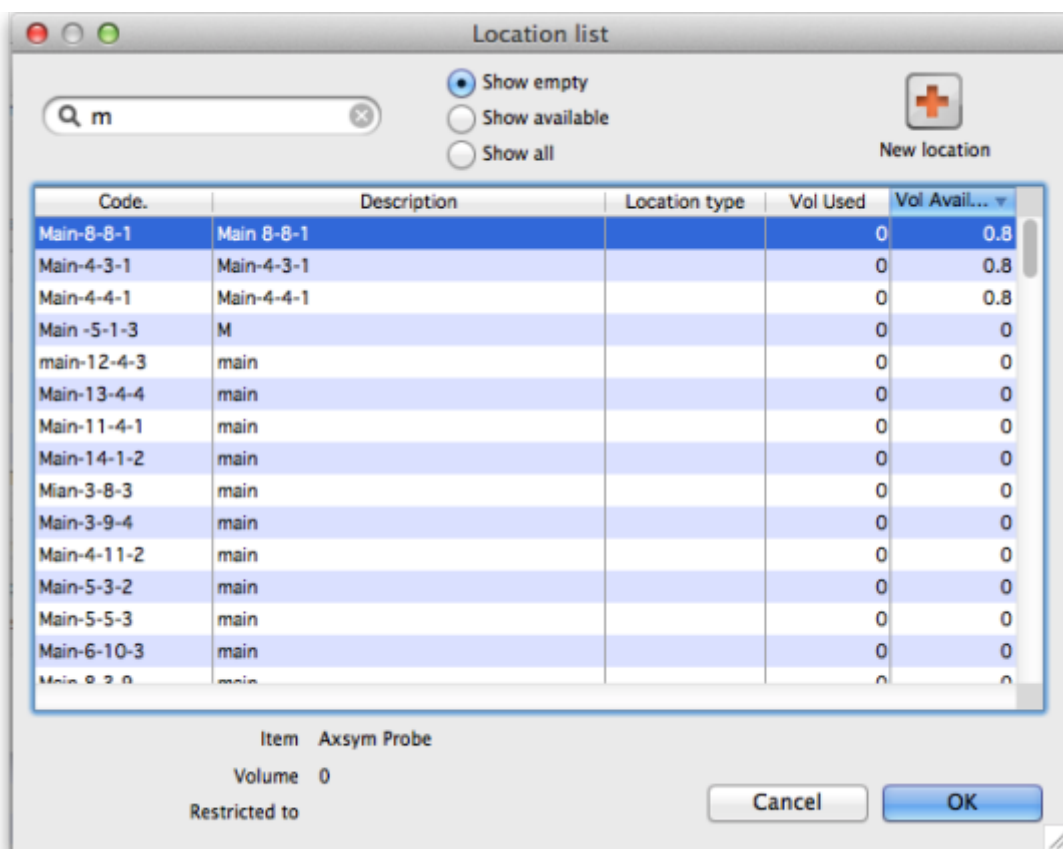 Location list
m
Show empty
Show available
Show all
New location
Code. Description Location type Vol Used Vol Avail...
Main-8-8-1 Main 8-8-1 0 0.8
Main-4-3-1 Main-4-3-1 0 0.8
Main-4-4-1 Main-4-4-1 0 0.8
Main -5-1-3 M 0 0
main-12-4-3 main 0 0
Main-13-4-4 main 0 0
Main-11-4-1 main 0 0
Main-14-1-2 main 0 0
Mian-3-8-3 main 0 0
Main-3-9-4 main 0 0
Main-4-11-2 main 0 0
Main-5-3-2 main 0 0
Main-5-5-3 main 0 0
Main-6-10-3 main 0 0
main 0 0
Item Axsym Probe
Volume 0
Restricted to
Cancel OK